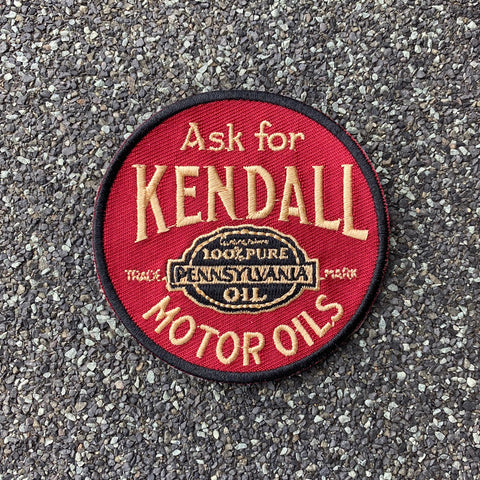 Ask for
KENDALL
100% PURE
TRADE PENNSYLVANIA MARK
OIL
MOTOR OILS